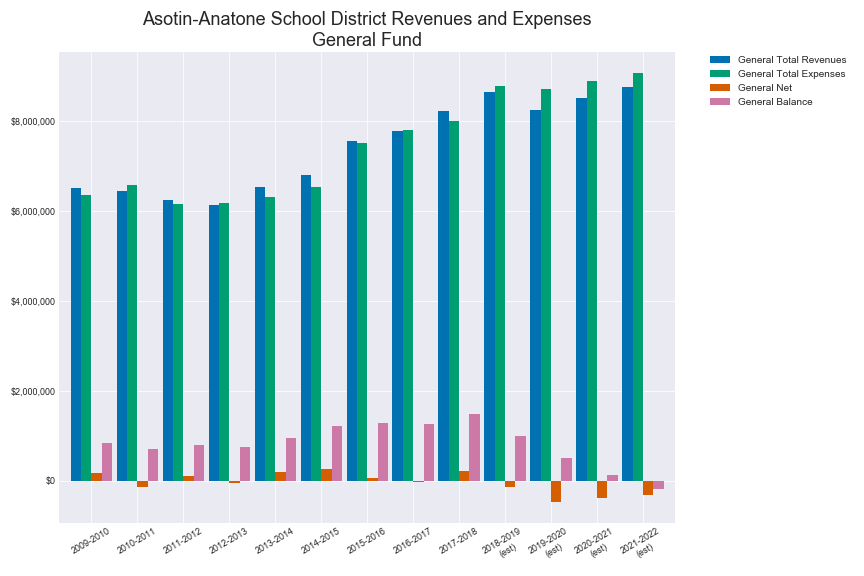 Asotin-Anatone School District Revenues and Expenses
General Fund
General Total Revenues
General Total Expenses
General Net
General Balance
$8,000,000
$6,000,000
$4,000,000
$2,000,000
$0
2009-2010
2010-2011
2011-2012
2012-2013
2013-2014
2014-2015
2015-2016
2016-2017
2017-2018
2018-2019
(est)
2019-2020
(est)
2020-2021
(est)
2021-2022
(est)